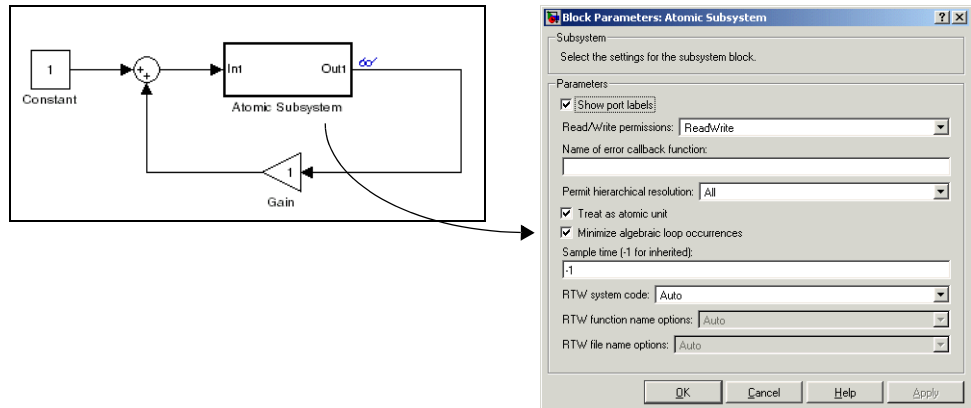 1
Constant
In1
Out1
Atomic Subsystem
1
Gain
Block Parameters: Atomic Subsystem
Subsystem
Select the settings for the subsystem block.
Parameters
Show port labels
Read/Write permissions: ReadWrite
Name of error callback function:
Permit hierarchical resolution: All
Treat as atomic unit
Minimize algebraic loop occurrences
Sample time (-1 for inherited):
-1
RTW system code: Auto
RTW function name options: Auto
RTW file name options: Auto
OK Cancel Help Apply